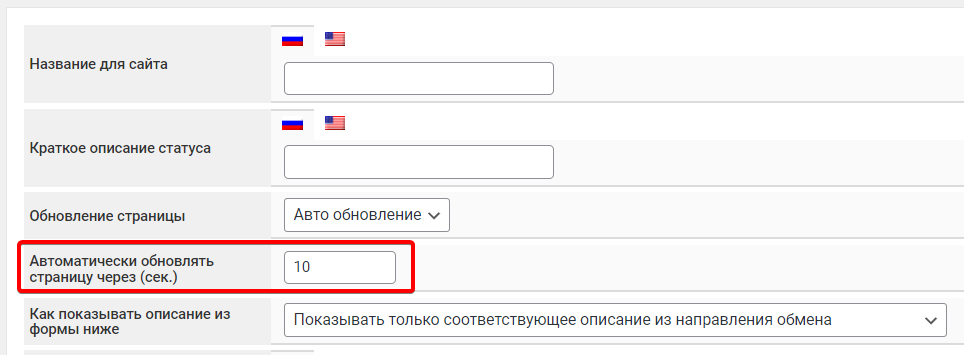 Название для сайта
Краткое описание статуса
Обновление страницы
Авто обновление
Автоматически обновлять
страницу через (сек.)
10
Как показывать описание из
формы ниже
Показывать только соответствующее описание из направления обмена